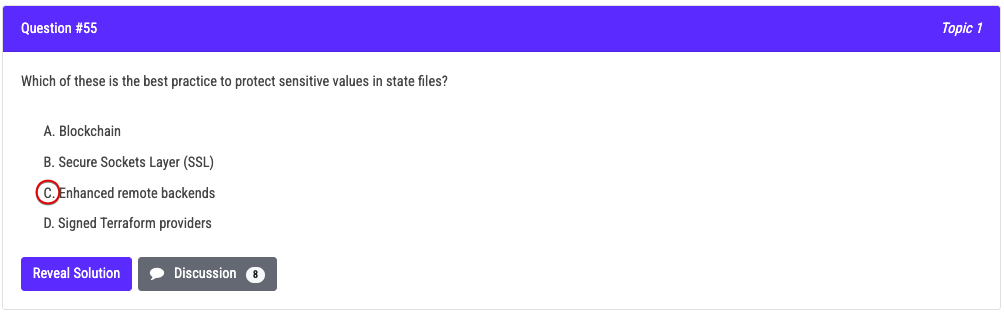 Question #55 Topic 1
Which of these is the best practice to protect sensitive values in state files?
A. Blockchain
B. Secure Sockets Layer (SSL)
C. Enhanced remote backends
D. Signed Terraform providers
Reveal Solution Discussion 8